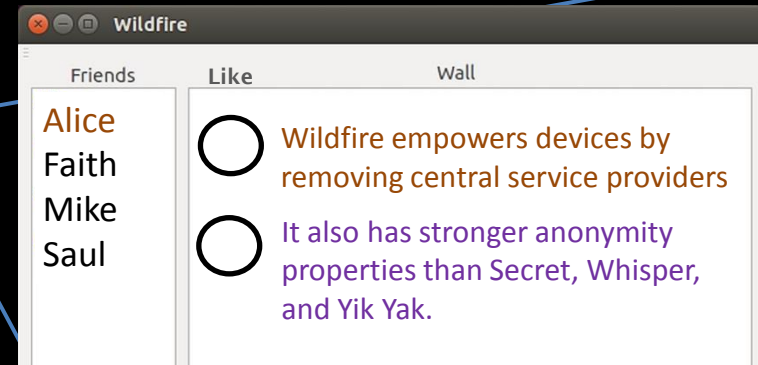 Wildfire
Friends
Like
Wall
Alice
Faith
Mike
Saul
Wildfire empowers devices by
removing central service providers
It also has stronger anonymity
properties than Secret, Whisper,
and Yik Yak.